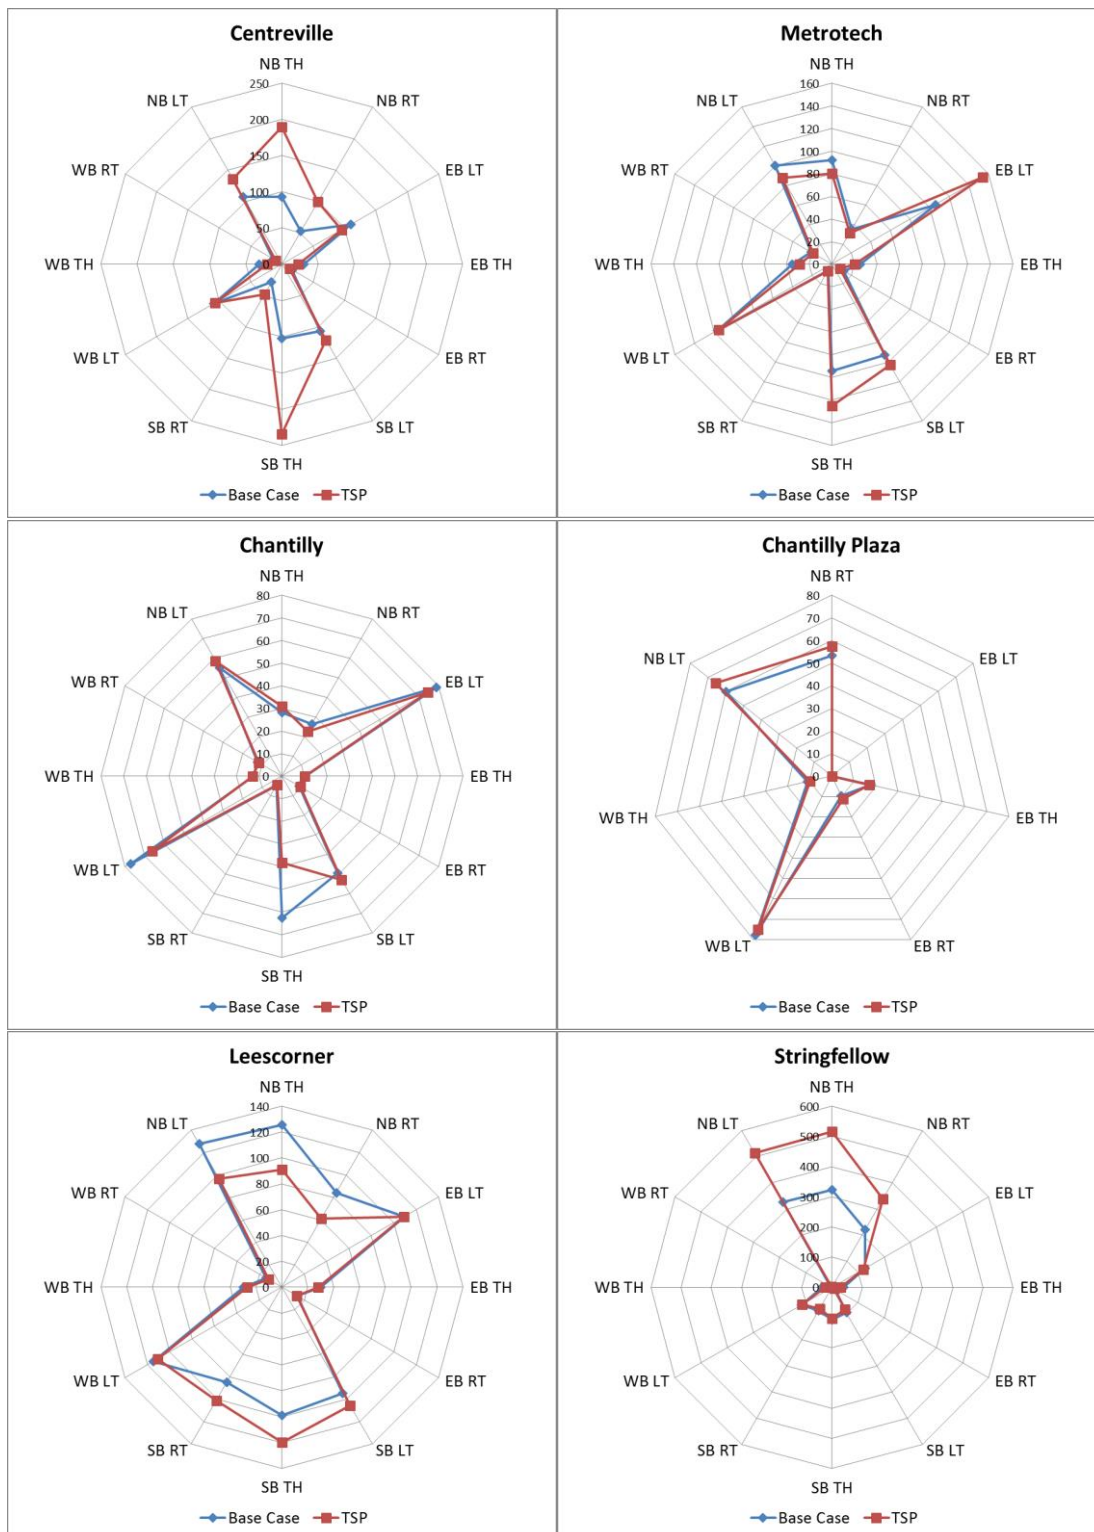 Centreville
NB TH
NB LT
NB RT
WB RT
EB LT
WB TH
EB TH
WB LT
EB RT
SB RT
SB LT
SB TH
250
200
150
100
50
0
Base Case TSP
Metrotech
NB TH
NB LT
NB RT
WB RT
EB LT
WB TH
EB TH
WB LT
EB RT
SB RT
SB LT
SB TH
160
140
120
100
80
60
40
20
0
Base Case TSP
Chantilly
NB TH
NB LT
NB RT
WB RT
EB LT
WB TH
EB TH
WB LT
EB RT
SB RT
SB LT
SB TH
80
70
60
50
40
30
20
10
0
Base Case TSP
Chantilly Plaza
NB RT
NB LT
EB LT
WB TH
EB TH
WB LT
EB RT
80
70
60
50
40
30
20
10
0
Base Case TSP
Leescorner
NB TH
NB LT
NB RT
WB RT
EB LT
WB TH
EB TH
WB LT
EB RT
SB RT
SB LT
SB TH
140
120
100
80
60
40
20
0
Base Case TSP
Stringfellow
NB TH
NB LT
NB RT
WB RT
EB LT
WB TH
EB TH
WB LT
EB RT
SB RT
SB LT
SB TH
600
500
400
300
200
100
0
Base Case TSP